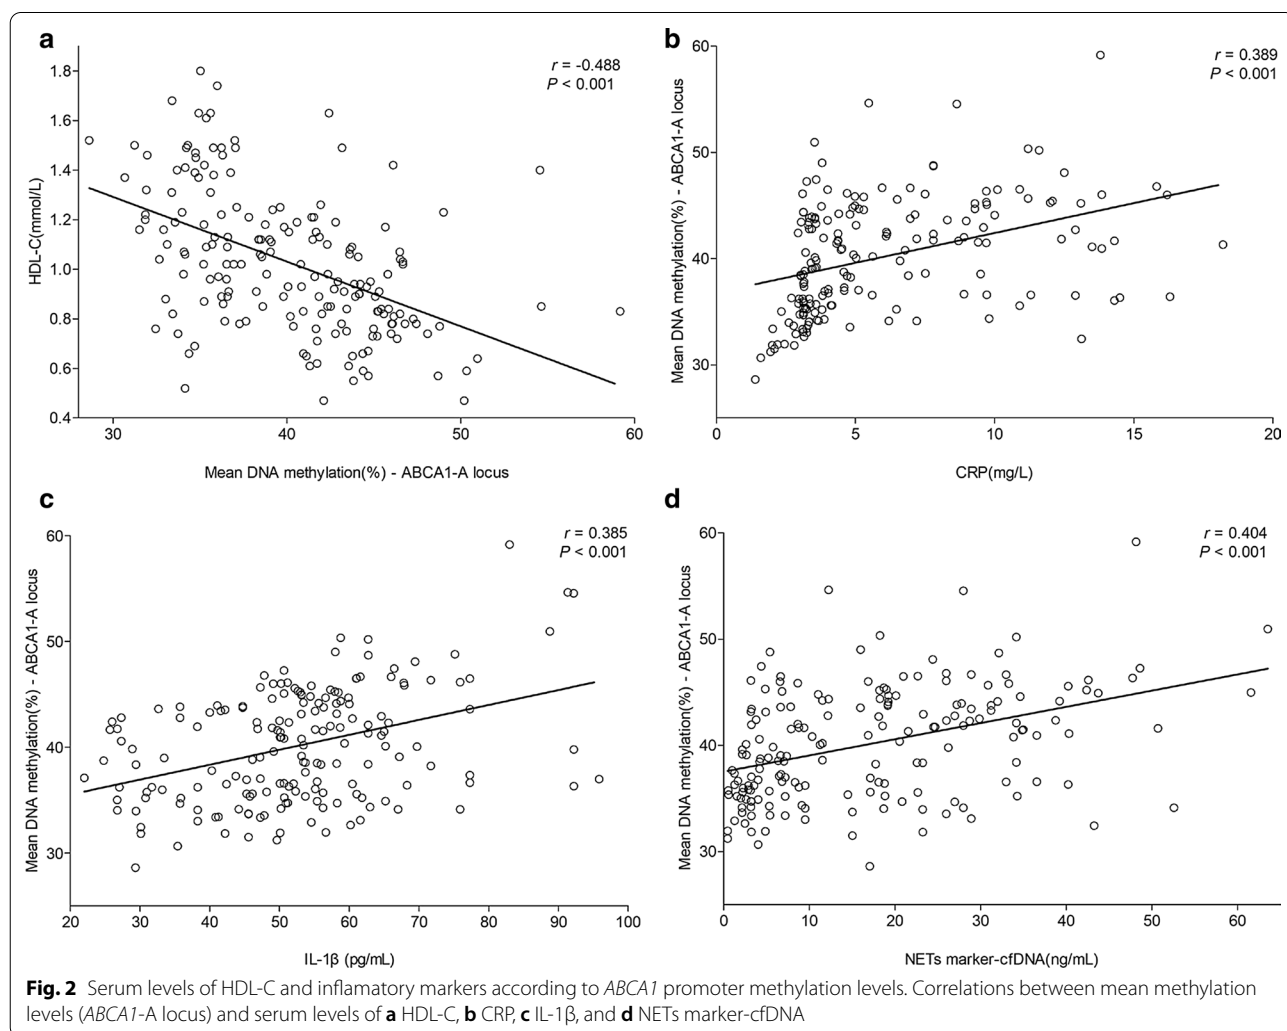 a
r = -0.488
P < 0.001
1.8
1.6
1.4
1.2
1.0
0.8
0.6
0.4
HDL-C(mmol/L)
30 40 50 60
Mean DNA methylation(%) - ABCA1-A locus
b
r = 0.389
P < 0.001
60
50
40
30
Mean DNA methylation(%) - ABCA1-A locus
0 5 10 15 20
CRP(mg/L)
c
r = 0.385
P < 0.001
60
50
40
30
Mean DNA methylation(%) - ABCA1-A locus
20 30 40 50 60 70 80 90 100
IL-1β (pg/mL)
d
r = 0.404
P < 0.001
60
50
40
30
Mean DNA methylation(%) - ABCA1-A locus
0 10 20 30 40 50 60
NETs marker-cfDNA(ng/mL)
Fig. 2 Serum levels of HDL-C and inflamatory markers according to ABCA1 promoter methylation levels. Correlations between mean methylation
levels (ABCA1-A locus) and serum levels of a HDL-C, b CRP, c IL-1β, and d NETs marker-cfDNA